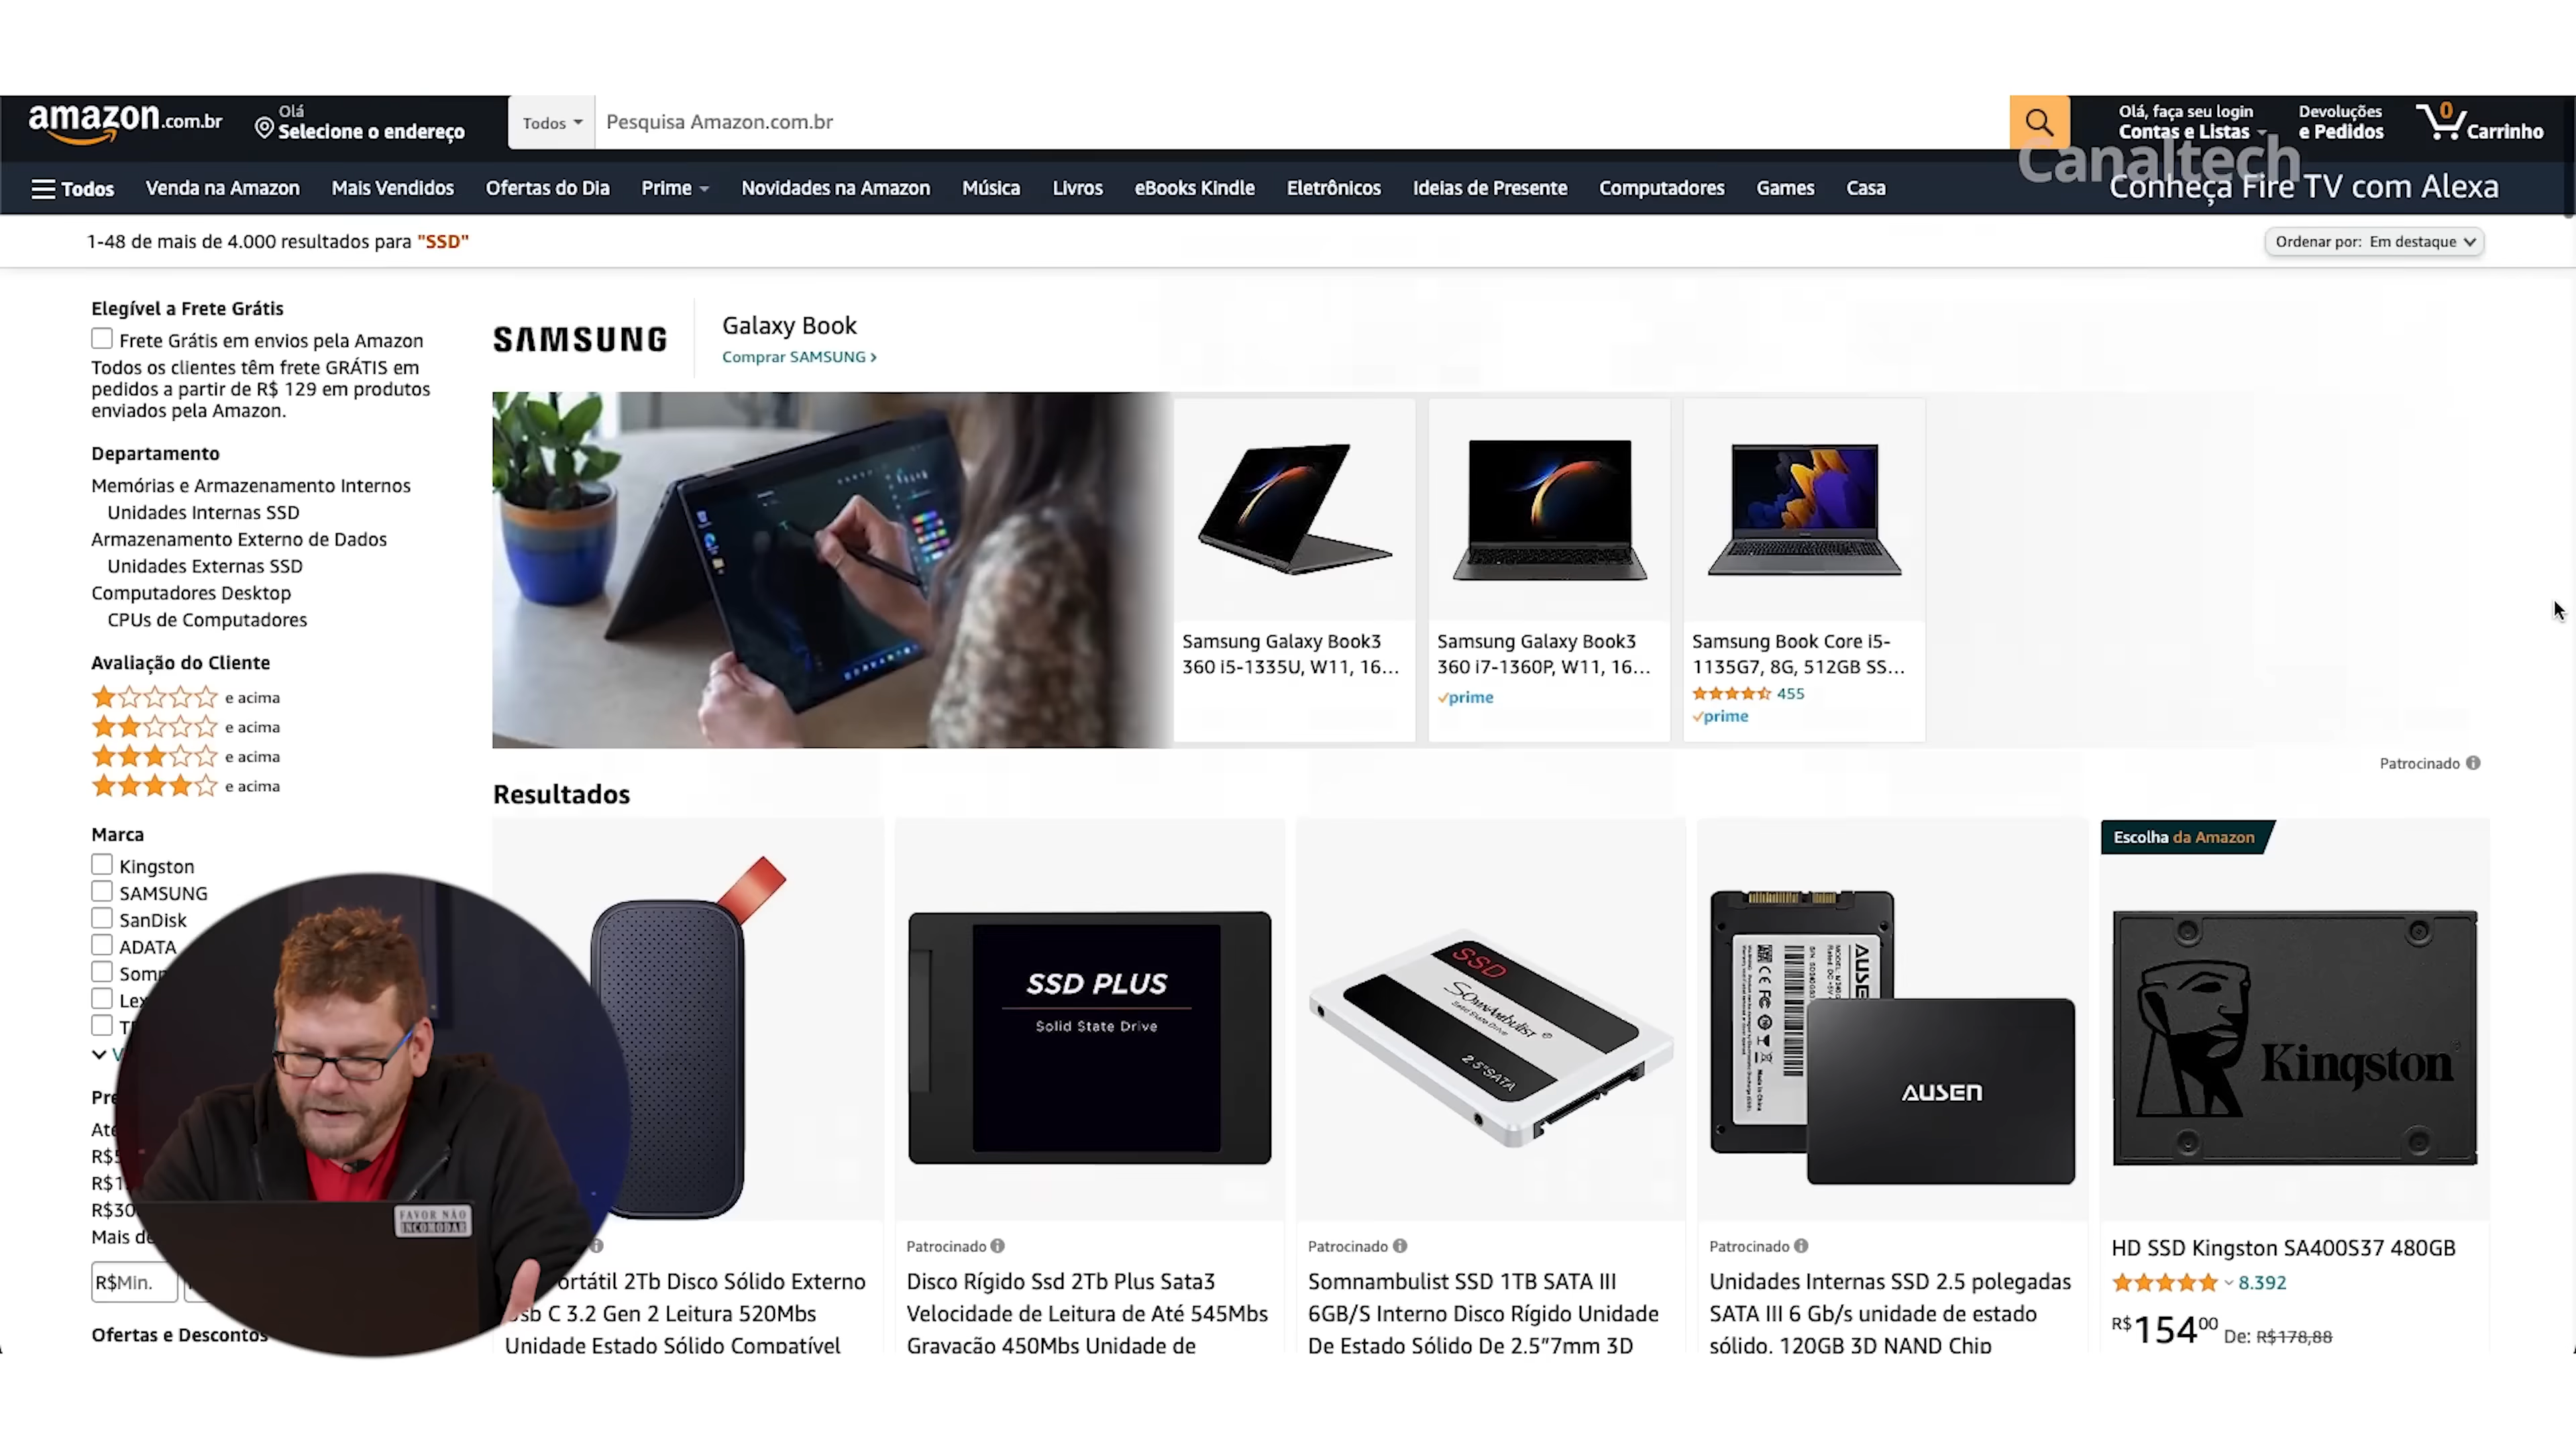 amazon.com.br
Olá
Selecione o endereço
Todos
Pesquisa Amazon.com.br
Olá, faça seu login
Contas e Listas
Devoluções
e Pedidos
0
Carrinho
Canaltech
Todos
Venda na Amazon
Mais Vendidos
Ofertas do Dia
Prime
Novidades na Amazon
Música
Livros
eBooks Kindle
Eletrônicos
Ideias de Presente
Computadores
Games
Casa
Conheça Fire TV com Alexa
1-48 de mais de 4.000 resultados para "SSD"
Ordenar por: Em destaque
Elegível a Frete Grátis
Frete Grátis em envios pela Amazon
Todos os clientes têm frete GRÁTIS em
pedidos a partir de R$ 129 em produtos
enviados pela Amazon.
Departamento
Memórias e Armazenamento Internos
Unidades Internas SSD
Armazenamento Externo de Dados
Unidades Externas SSD
Computadores Desktop
CPUs de Computadores
Avaliação do Cliente
e acima
e acima
e acima
e acima
Marca
Kingston
SAMSUNG
SanDisk
ADATA
R$Min.
Ofertas e Descontos
FAVOR NÃO
INCOMODAR
SAMSUNG
Galaxy Book
Comprar SAMSUNG ›
Samsung Galaxy Book3
360 i5-1335U, W11, 16...
Samsung Galaxy Book3
360 i7-1360P, W11, 16...
prime
Samsung Book Core i5-
1135G7, 8G, 512GB SS...
455
prime
Patrocinado
Resultados
SSD PLUS
Solid State Drive
SSD
Somnambulist
Solid State Drive
2.5"SATA
AUSEN
Escolha da Amazon
Kingston
2Tb Disco Sólido Externo
C 3.2 Gen 2 Leitura 520Mbs
Unidade Estado Sólido Compatível
Patrocinado
Disco Rígido Ssd 2Tb Plus Sata3
Velocidade de Leitura de Até 545Mbs
Gravação 450Mbs Unidade de
Patrocinado
Somnambulist SSD 1TB SATA III
6GB/S Interno Disco Rígido Unidade
De Estado Sólido De 2.5"7mm 3D
Patrocinado
Unidades Internas SSD 2.5 polegadas
SATA III 6 Gb/s unidade de estado
sólido, 120GB 3D NAND Chip
HD SSD Kingston SA400S37 480GB
8.392
R$15400 De: R$178,88